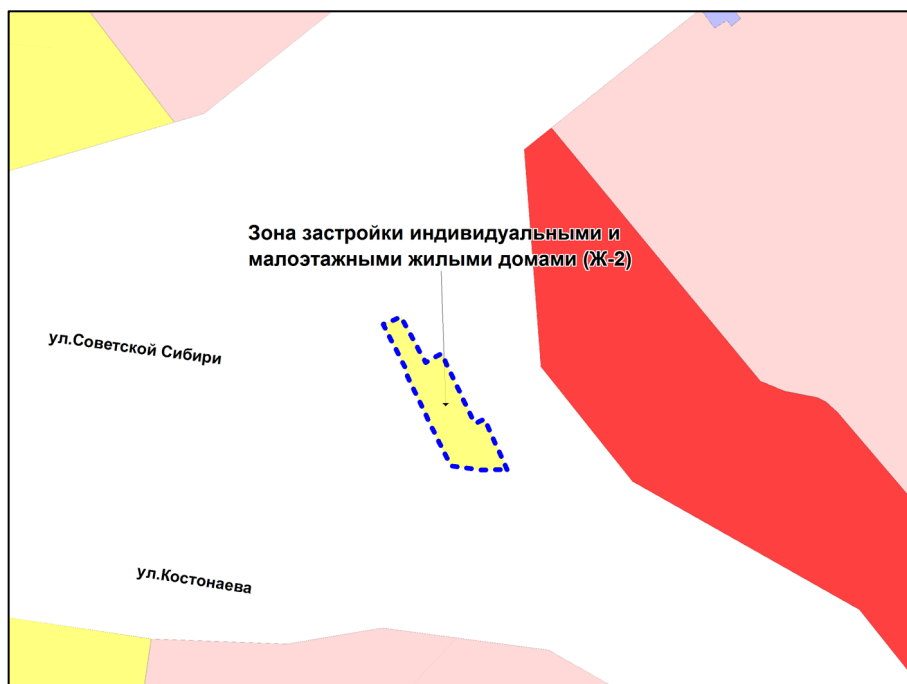 Зона застройки индивидуальными и
малоэтажными жилыми домами (Ж-2)
ул.Советской Сибири
ул.Костонаева